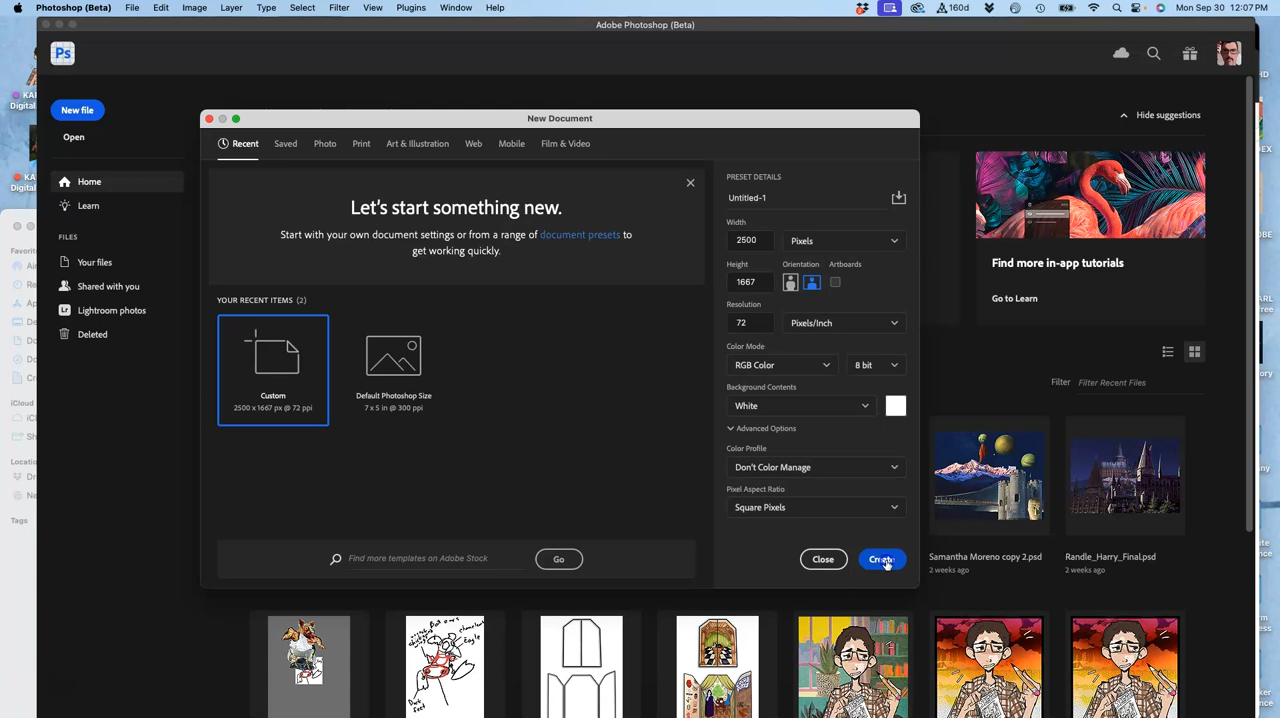 Photoshop (Beta) File Edit Image Layer Type Select Filter View Plugins Window Help 160d Mon Sep 30 12:07 PM
Adobe Photoshop (Beta)
Ps
New file
Open
Home
Learn
FILES
Your files
Shared with you
Lr Lightroom photos
Deleted
New Document
Recent Saved Photo Print Art & Illustration Web Mobile Film & Video
Let's start something new.
Start with your own document settings or from a range of document presets to
get working quickly.
YOUR RECENT ITEMS (2)
Custom
2500 x 1667 px @ 72 ppi
Default Photoshop Size
7 x 5 in @ 300 ppi
Find more templates on Adobe Stock
Go
PRESET DETAILS
Untitled-1
Width
2500 Pixels
Height Orientation Artboards
1667
Resolution
72 Pixels/Inch
Color Mode
RGB Color 8 bit
Background Contents
White
Advanced Options
Color Profile
Don't Color Manage
Pixel Aspect Ratio
Square Pixels
Close Create
Hide suggestions
Find more in-app tutorials
Go to Learn
Filter Filter Recent Files
Samantha Moreno copy 2.psd
2 weeks ago
Randle_Harry_Final.psd
2 weeks ago
Favorit
iCloud
Locatio
Tags